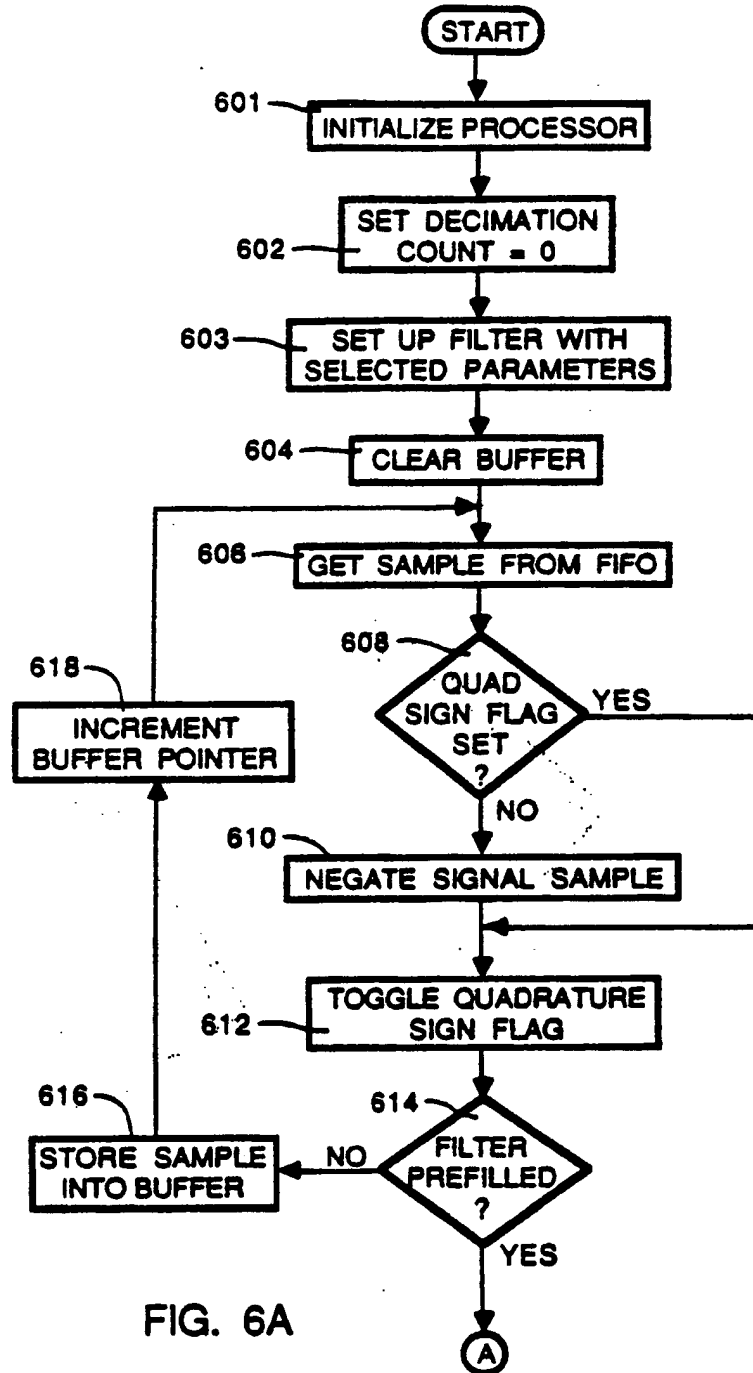 START
601
INITIALIZE PROCESSOR
SET DECIMATION
COUNT = 0
602
603
SET UP FILTER WITH
SELECTED PARAMETERS
604
CLEAR BUFFER
606
GET SAMPLE FROM FIFO
608
QUAD
SIGN FLAG
SET
?
YES
NO
618
INCREMENT
BUFFER POINTER
610
NEGATE SIGNAL SAMPLE
TOGGLE QUADRATURE
SIGN FLAG
612
614
FILTER
PREFILLED
?
NO
YES
616
STORE SAMPLE
INTO BUFFER
FIG. 6A
A